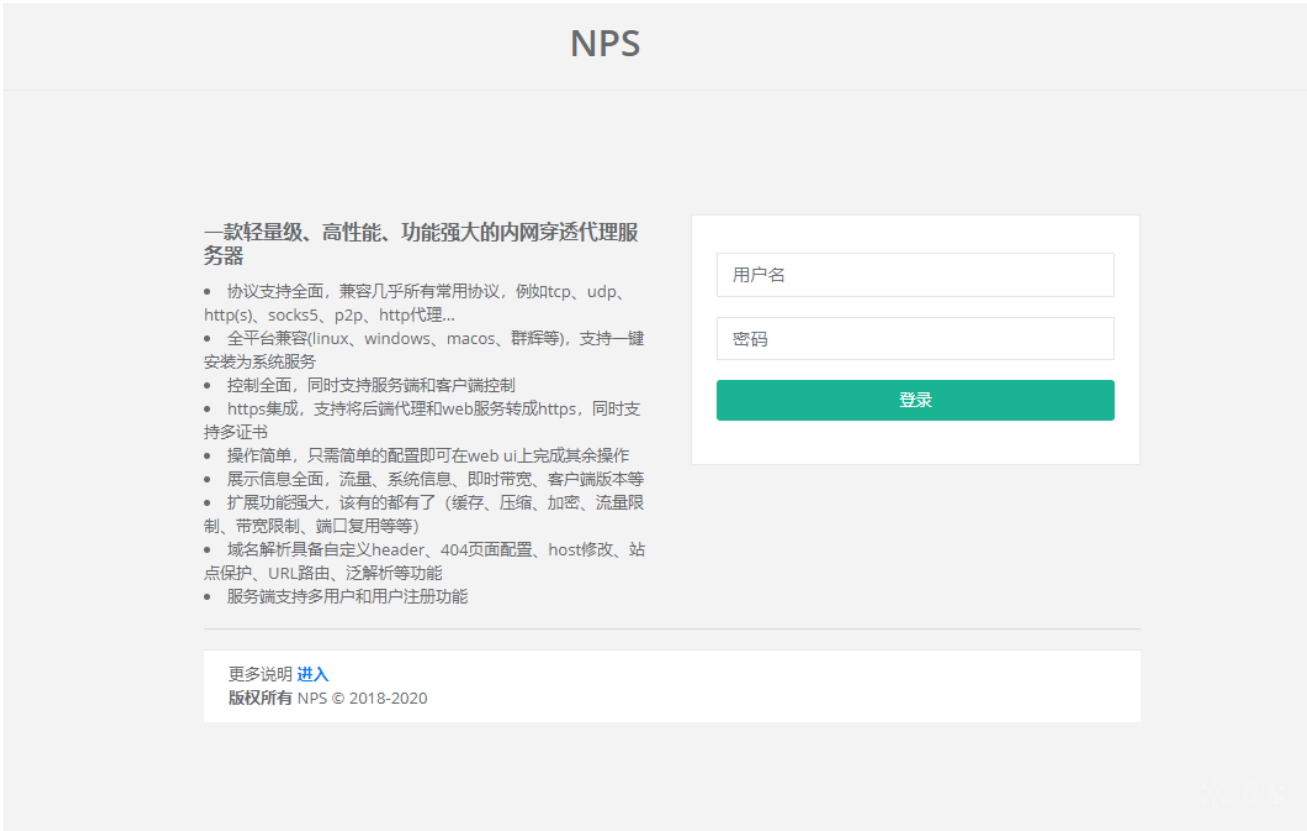 NPS
一款轻量级、高性能、功能强大的内网穿透代理服
务器
• 协议支持全面，兼容几乎所有常用协议，例如tcp、udp、
http(s)、socks5、p2p、http代理...
• 全平台兼容(linux、windows、macos、群辉等)，支持一键
安装为系统服务
• 控制全面，同时支持服务端和客户端控制
• https集成，支持将后端代理和web服务转成https，同时支
持多证书
• 操作简单，只需简单的配置即可在web ui上完成其余操作
• 展示信息全面，流量、系统信息、即时带宽、客户端版本等
• 扩展功能强大，该有的都有了（缓存、压缩、加密、流量限
制、带宽限制、端口复用等等）
• 域名解析具备自定义header、404页面配置、host修改、站
点保护、URL路由、泛解析等功能
• 服务端支持多用户和用户注册功能
用户名
密码
登录
更多说明 进入
版权所有 NPS © 2018-2020